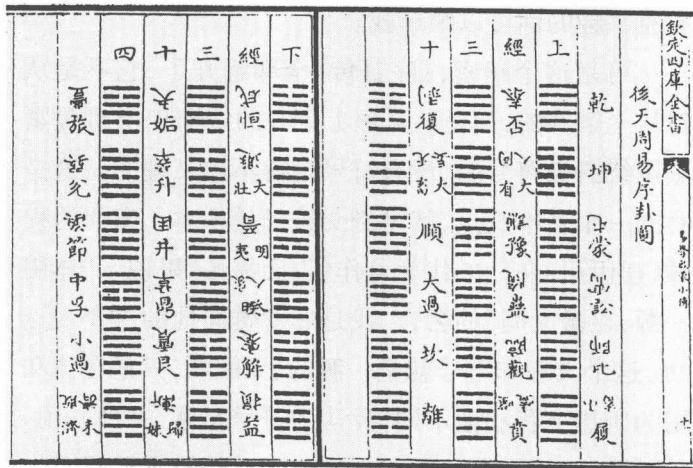 欽定四庫全書
後天周易序卦圖
乾 坤 屯蒙 需訟 師比 小畜履
上
經 泰否 同人大有 謙豫 隨蠱 臨觀 噬嗑賁
三
十 剝復 无妄大畜 頤 大過 坎 離
下
經 咸恒 遯大壯 晉明夷 家人睽 蹇解 損益
三
十 夬姤 萃升 困井 革鼎 震艮 漸歸妹
四
豐旅 巽兌 渙節 中孚 小過 既濟未濟